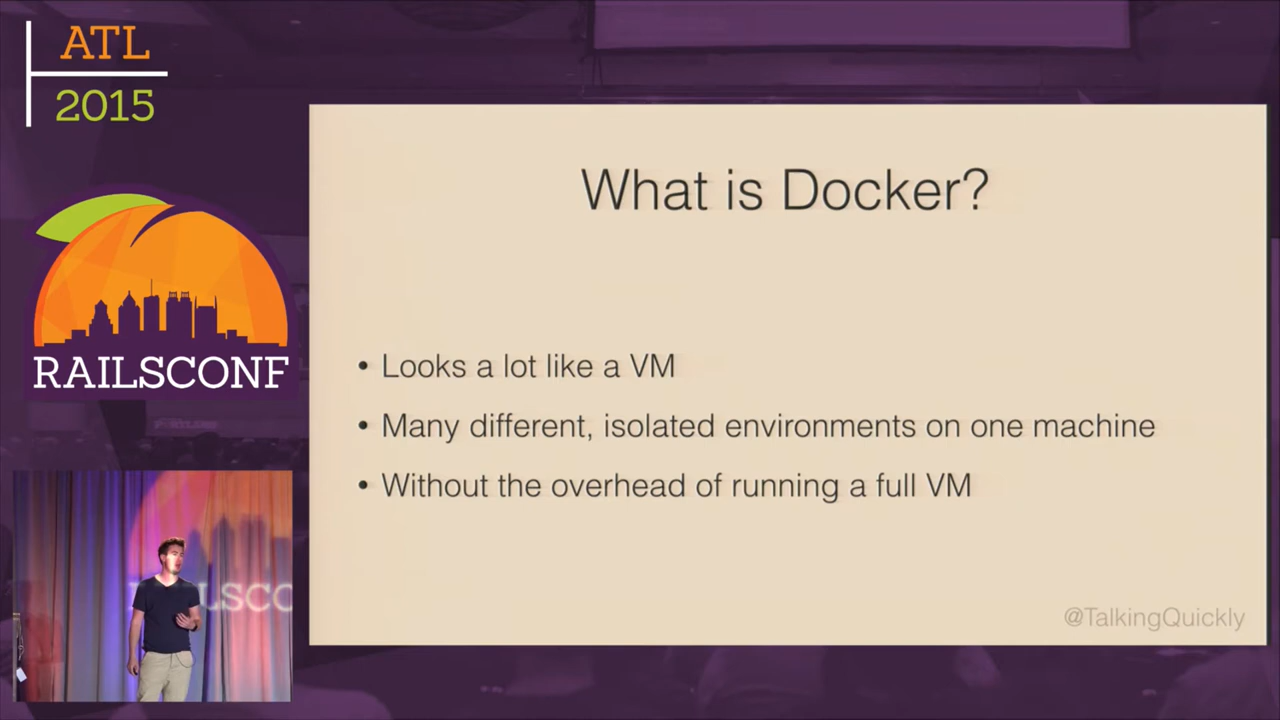 ATL
2015
RAILSCONF
What is Docker?
• Looks a lot like a VM
• Many different, isolated environments on one machine
• Without the overhead of running a full VM
@TalkingQuickly